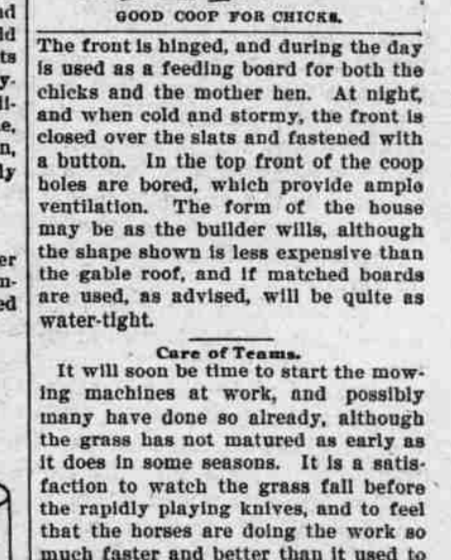 GOOD COOP FOR CHICKS.
The front is hinged, and during the day
is used as a feeding board for both the
chicks and the mother hen. At night,
and when cold and stormy, the front is
closed over the slats and fastened with
a button. In the top front of the coop
holes are bored, which provide ample
ventilation. The form of the house
may be as the builder wills, although
the shape shown is less expensive than
the gable roof, and if matched boards
are used, as advised, will be quite as
water-tight.
Care of Teams.
It will soon be time to start the mow-
ing machines at work, and possibly
many have done so already, although
the grass has not matured as early as
it does in some seasons. It is a satis-
faction to watch the grass fall before
the rapidly playing knives, and to feel
that the horses are doing the work so
much faster and better than it used to